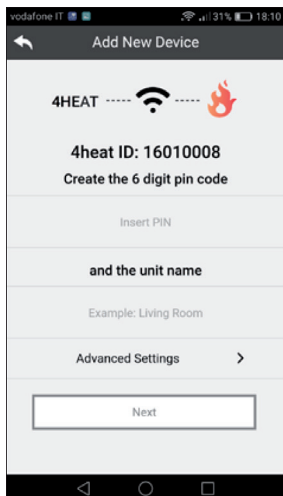 vodafone IT 31% 18:10
Add New Device
4HEAT
4heat ID: 16010008
Create the 6 digit pin code
Insert PIN
and the unit name
Example: Living Room
Advanced Settings
Next